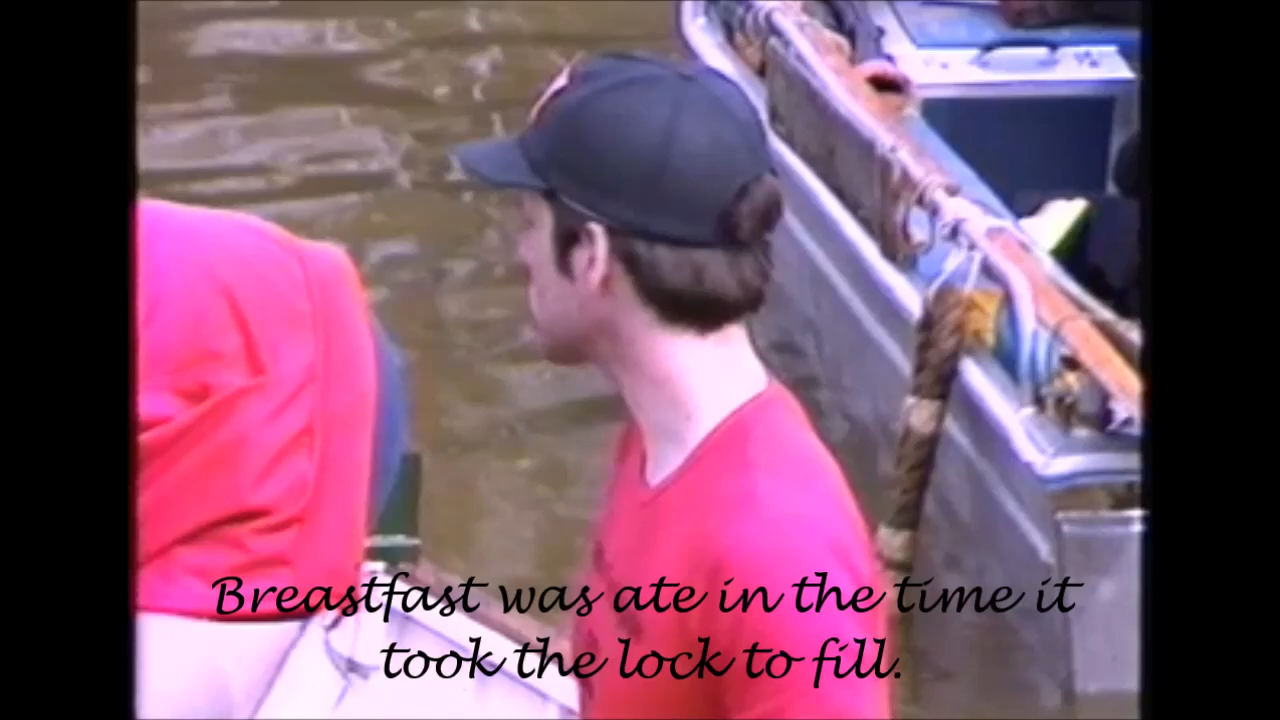 Breastfast was ate in the time it
took the lock to fill.